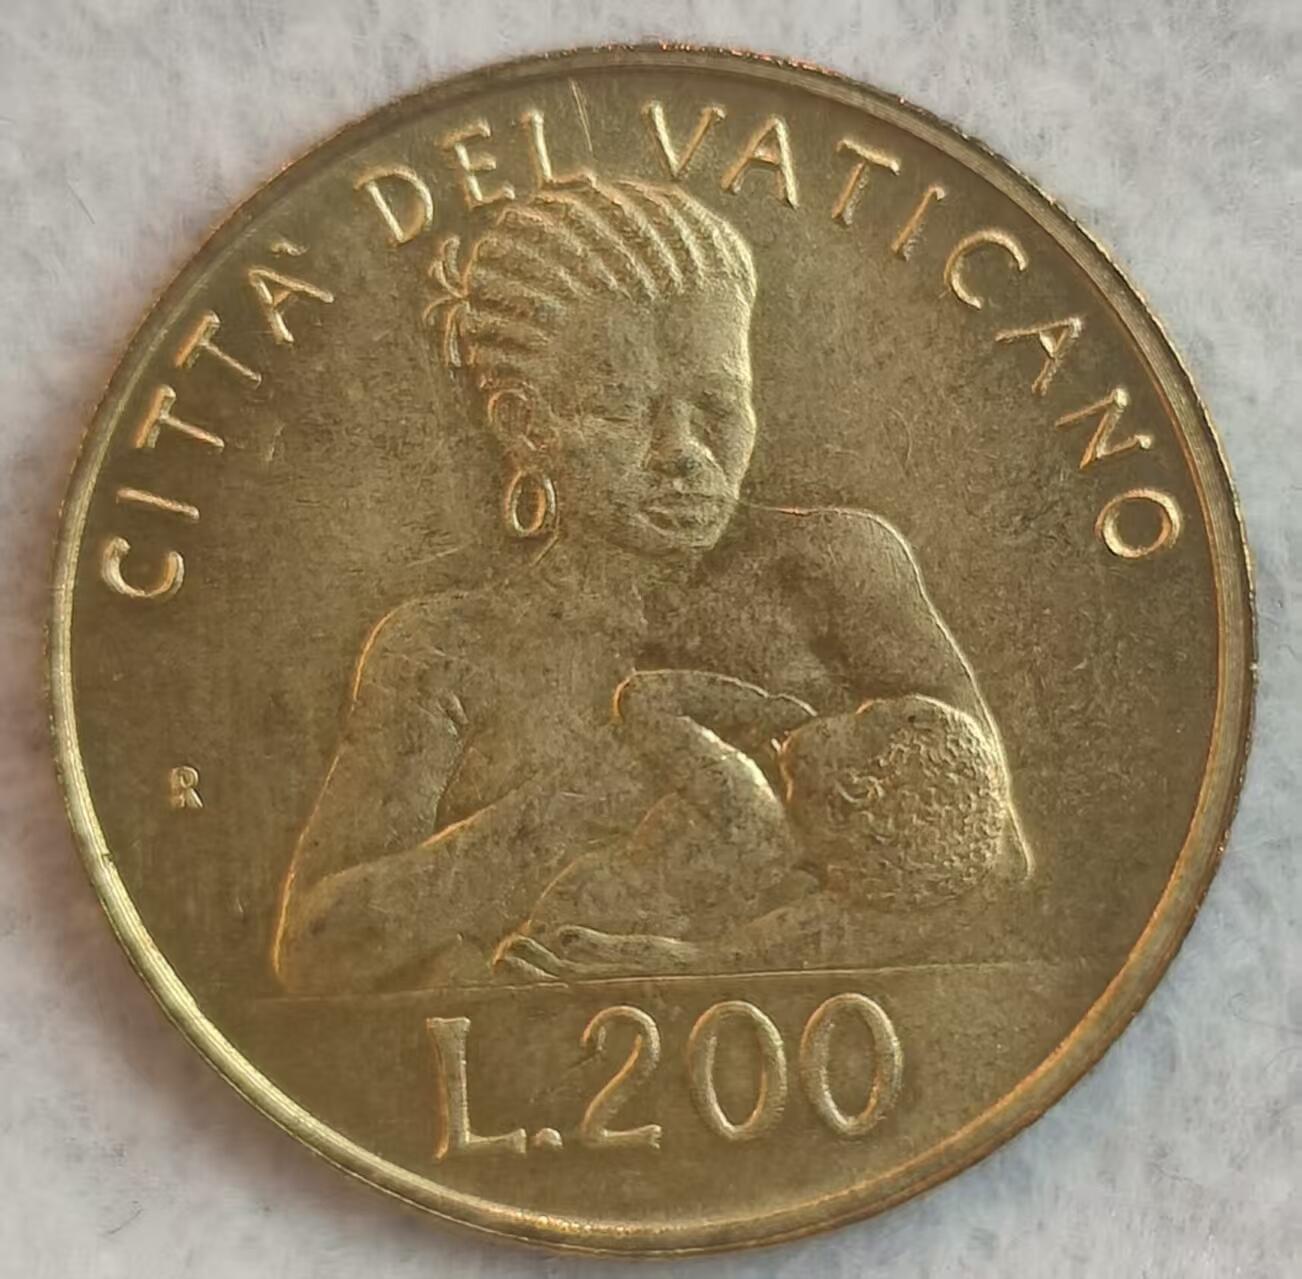 CITTA' DEL VATICANO
R
L.200